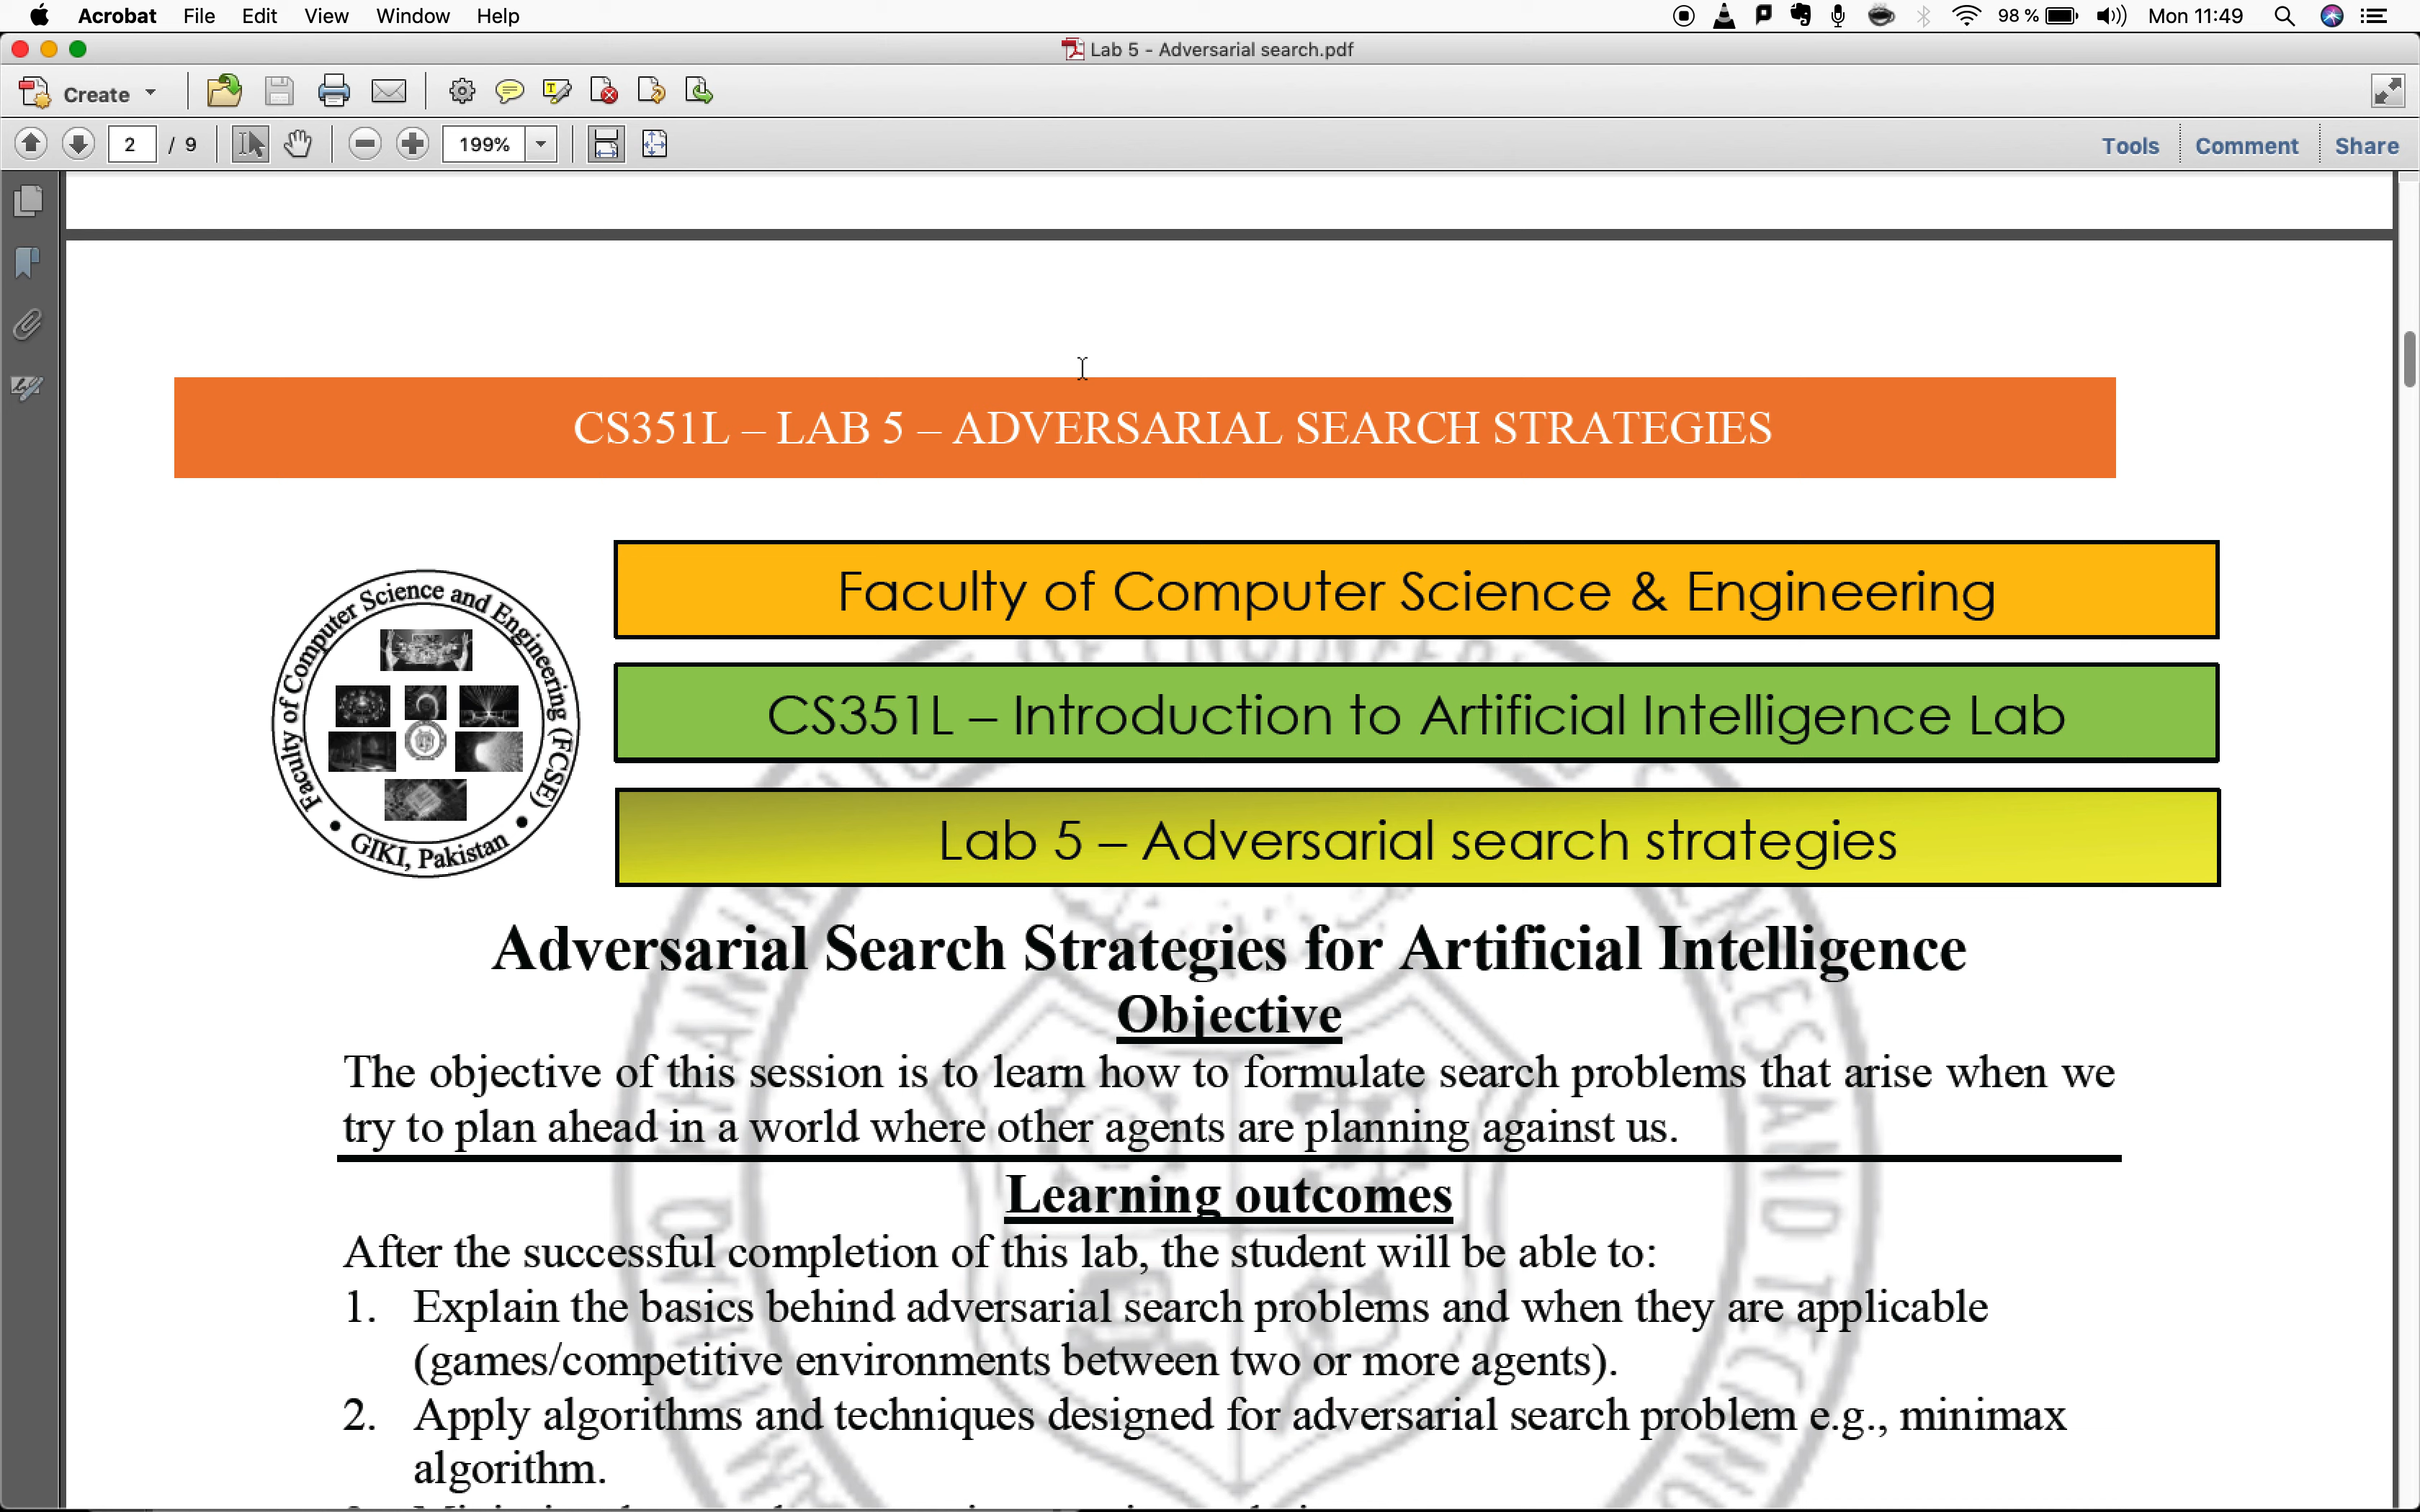 Acrobat File Edit View Window Help 98 % Mon 11:49
Lab 5 - Adversarial search.pdf
Create
2 / 9 199% Tools Comment Share
CS351L – LAB 5 – ADVERSARIAL SEARCH STRATEGIES
Faculty of Computer Science & Engineering
CS351L – Introduction to Artificial Intelligence Lab
Lab 5 – Adversarial search strategies
Faculty of Computer Science and Engineering (FCSE)
• GIKI, Pakistan •
Adversarial Search Strategies for Artificial Intelligence
Objective
The objective of this session is to learn how to formulate search problems that arise when we
try to plan ahead in a world where other agents are planning against us.
Learning outcomes
After the successful completion of this lab, the student will be able to:
1. Explain the basics behind adversarial search problems and when they are applicable
(games/competitive environments between two or more agents).
2. Apply algorithms and techniques designed for adversarial search problem e.g., minimax
algorithm.